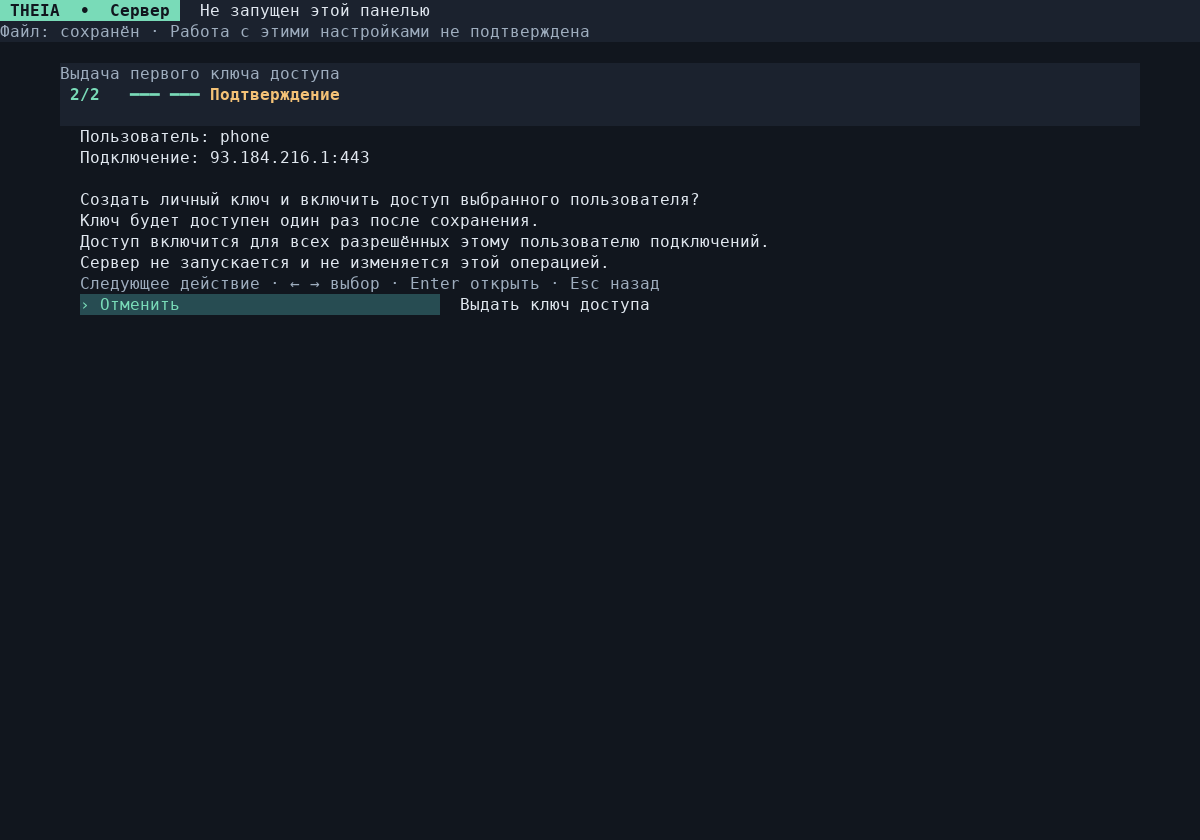 THEIA • Сервер Не запущен этой панелью
Файл: сохранён · Работа с этими настройками не подтверждена
Выдача первого ключа доступа
2/2 ━━━ ━━━ Подтверждение
Пользователь: phone
Подключение: 93.184.216.1:443
Создать личный ключ и включить доступ выбранного пользователя?
Ключ будет доступен один раз после сохранения.
Доступ включится для всех разрешённых этому пользователю подключений.
Сервер не запускается и не изменяется этой операцией.
Следующее действие · ← → выбор · Enter открыть · Esc назад
› Отменить Выдать ключ доступа